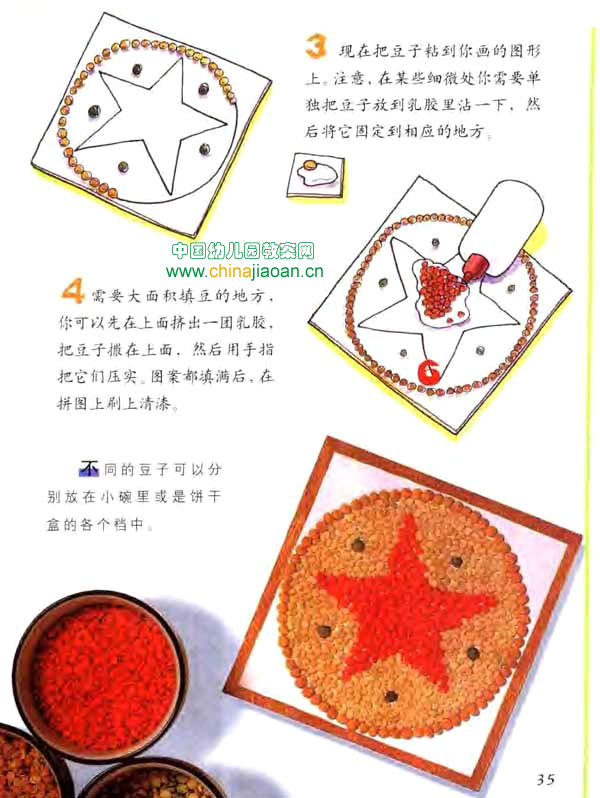 3 现在把豆子粘到你画的图形
上。注意，在某些细微处你需要单
独把豆子放到乳胶里沾一下，然
后将它固定到相应的地方。
中国幼儿园教案网
www.chinajiaoan.cn
4 需要大面积填豆的地方，
你可以先在上面挤出一团乳胶，
把豆子撒在上面，然后用手指
把它们压实。图案都填满后，在
拼图上刷上清漆。
不同的豆子可以分
别放在小碗里或是饼干
盒的各个档中。
35